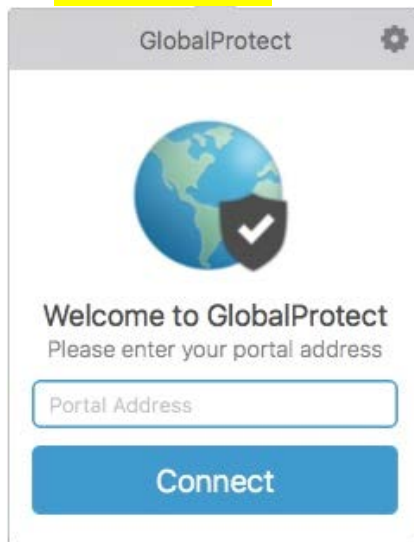 GlobalProtect
Welcome to GlobalProtect
Please enter your portal address
Portal Address
Connect